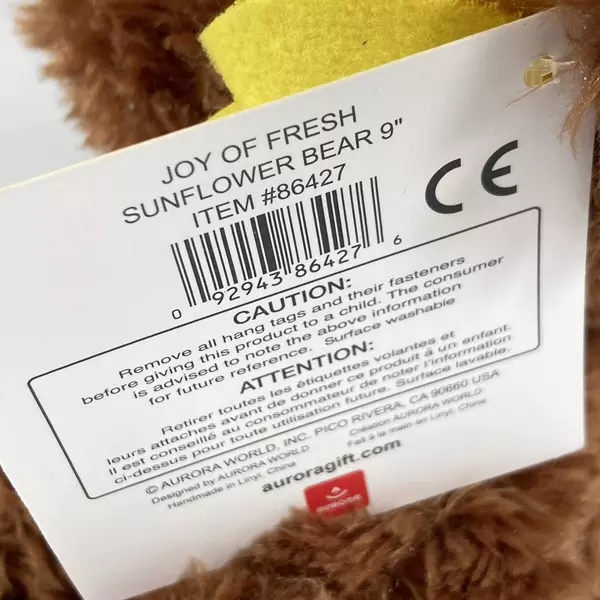 JOY OF FRESH
SUNFLOWER BEAR 9"
ITEM #86427
CE
0 92943 86427 6
CAUTION:
Remove all hang tags and their fasteners
before giving this product to a child. The consumer
is advised to note the above information
for future reference. Surface washable
ATTENTION:
Retirer toutes les étiquettes volantes et
leurs attaches avant de donner ce produit à un enfant.
Il est conseillé au consommateur de noter l'information
ci-dessus pour toute utilisation future. Surface lavable.
© AURORA WORLD, INC. PICO RIVERA, CA 90660 USA
Designed by AURORA WORLD
Création AURORA WORLD
Handmade in Linyi, China
Fait à la main en Linyi, China
auroragift.com
AURORA